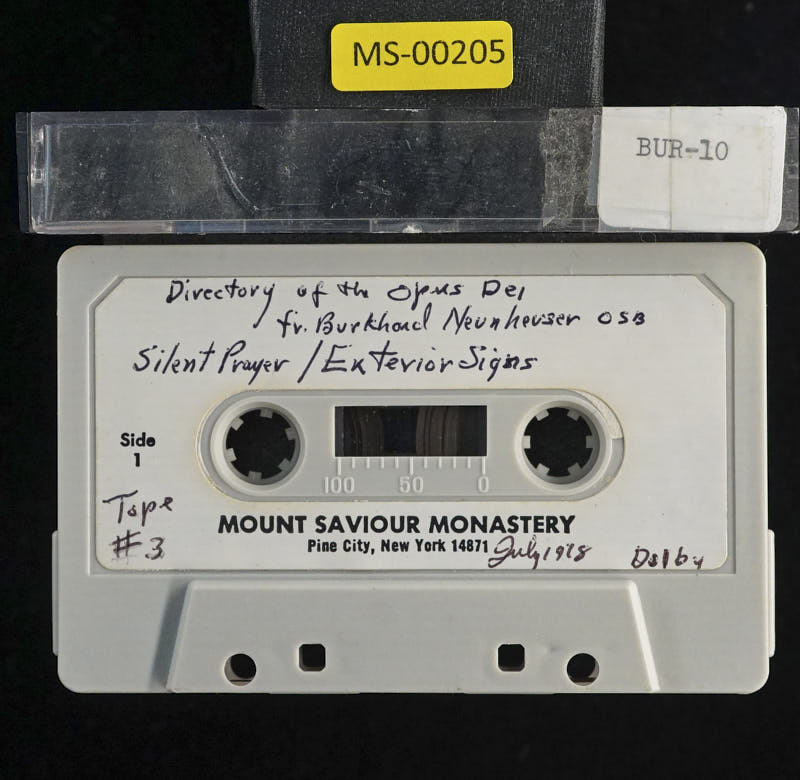 MS-00205
BUR-10
Directory of the Opus Dei
fr. Burkhard Neunheuser OSB
Silent Prayer / Exterior Signs
Side
1
100 50 0
Tape
#3
MOUNT SAVIOUR MONASTERY
Pine City, New York 14871 July 1978 Dolby